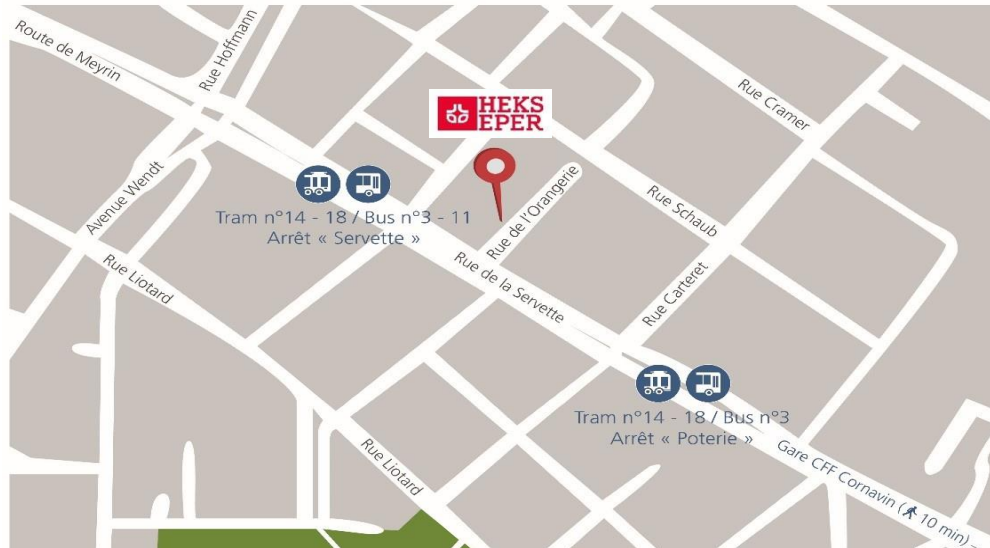 Route de Meyrin
Rue Hoffmann
HEKS
EPER
Rue Cramer
Avenue Wendt
Tram n°14 - 18 / Bus n°3 - 11
Arrêt « Servette »
Rue de l'Orangerie
Rue Schaub
Rue Liotard
Rue de la Servette
Rue Carteret
Tram n°14 - 18 / Bus n°3
Arrêt « Poterie »
Rue Liotard
Gare CFF Cornavin ( 10 min)